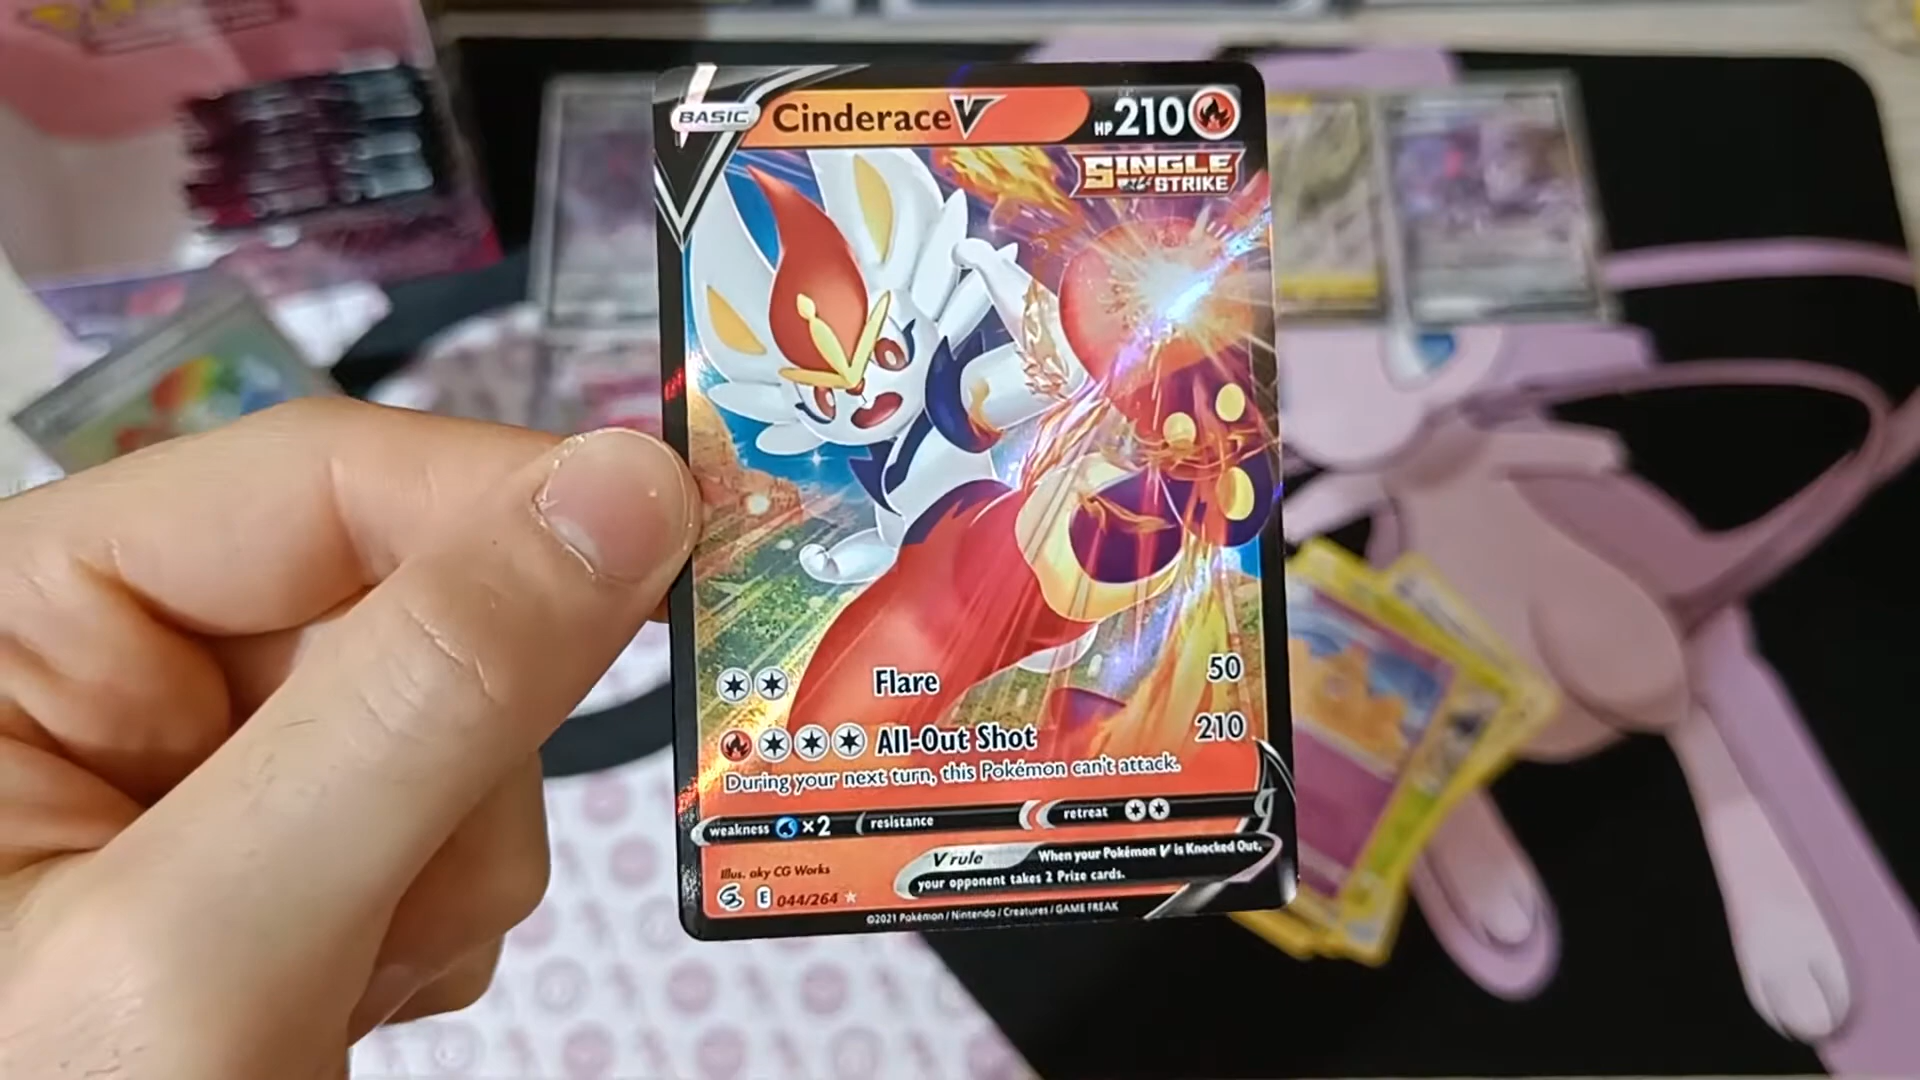 BASIC Cinderace V HP 210
SINGLE
STRIKE
Flare 50
All-Out Shot 210
During your next turn, this Pokémon can't attack.
weakness ×2 resistance retreat
V rule When your Pokémon V is Knocked Out,
your opponent takes 2 Prize cards.
Illus. aky CG Works
E 044/264
©2021 Pokémon / Nintendo / Creatures / GAME FREAK